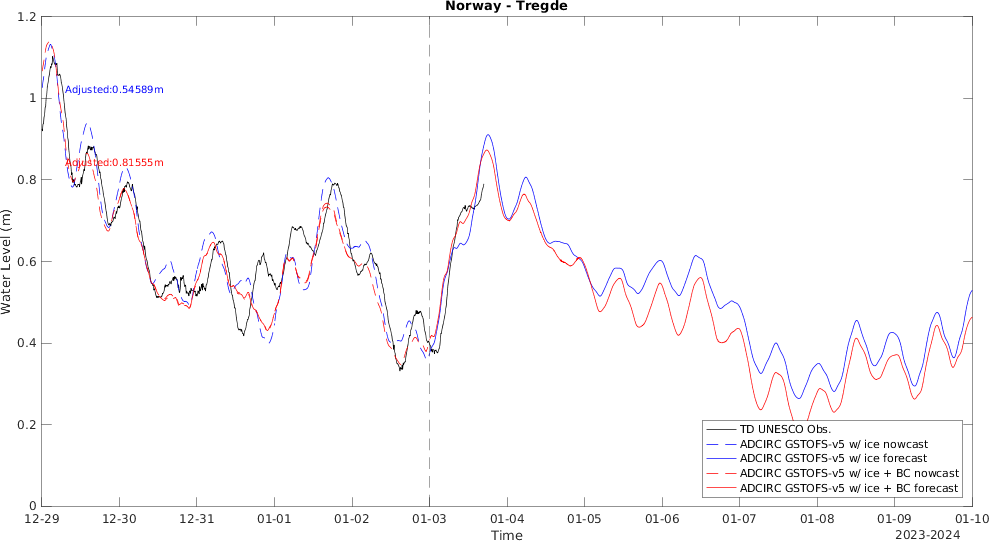 Norway - Tregde
1.2
1
0.8
0.6
0.4
0.2
0
Water Level (m)
Adjusted:0.54589m
Adjusted:0.81555m
TD UNESCO Obs.
ADCIRC GSTOFS-v5 w/ ice nowcast
ADCIRC GSTOFS-v5 w/ ice forecast
ADCIRC GSTOFS-v5 w/ ice + BC nowcast
ADCIRC GSTOFS-v5 w/ ice + BC forecast
12-29 12-30 12-31 01-01 01-02 01-03 01-04 01-05 01-06 01-07 01-08 01-09 01-10
Time
2023-2024